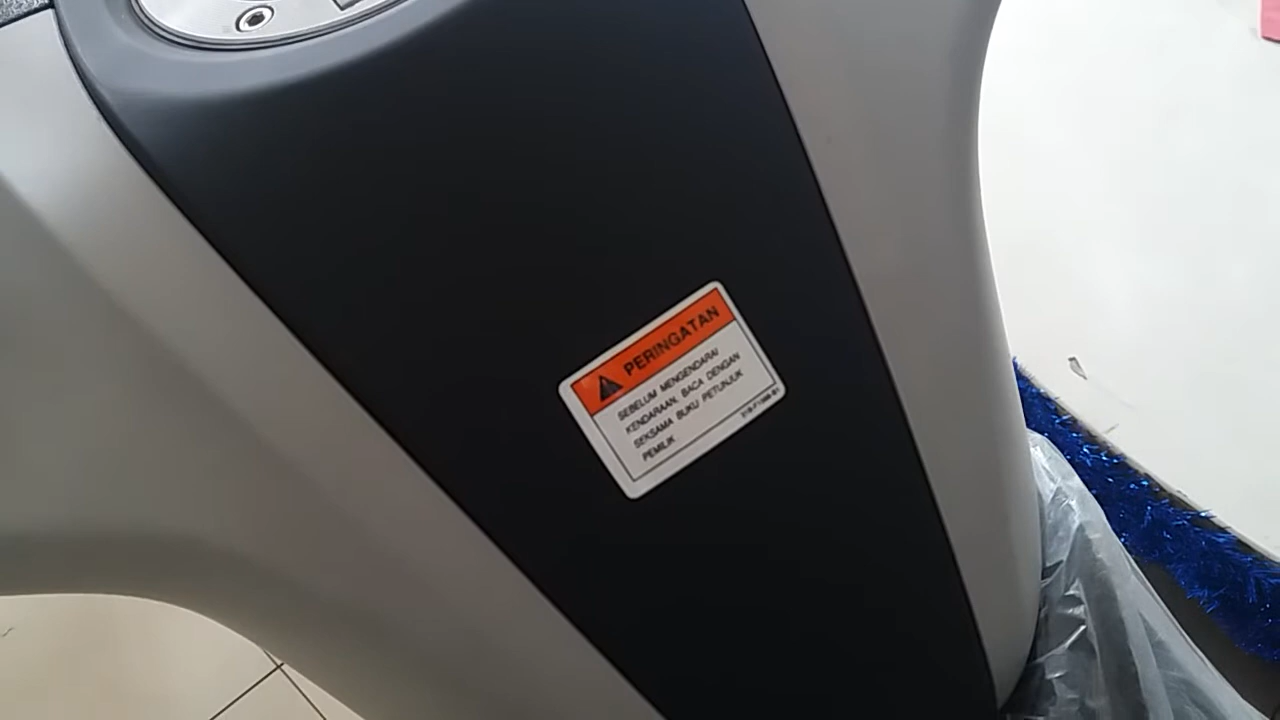 PERINGATAN
SEBELUM MENGENDARAI
KENDARAAN, BACA DENGAN
SEKSAMA BUKU PETUNJUK
PEMILIK